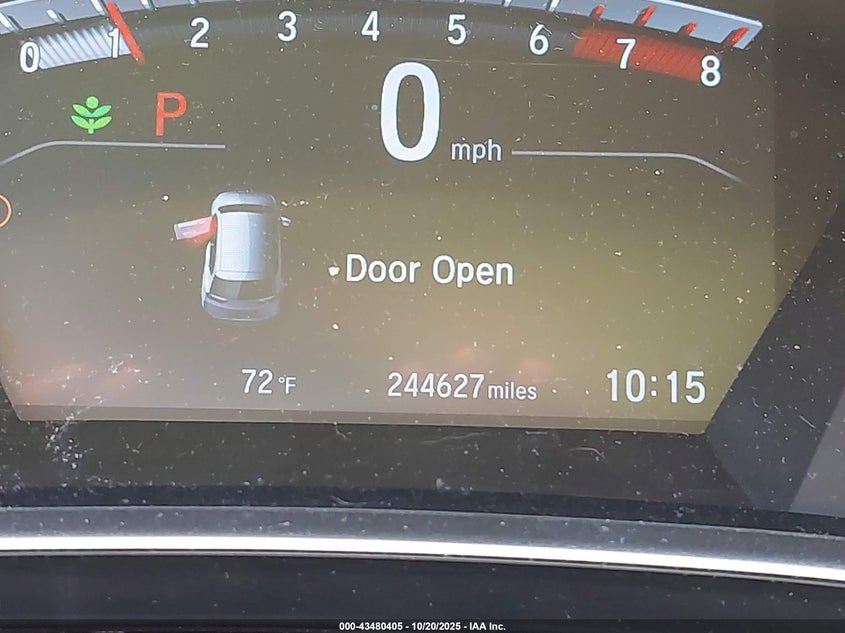 0 1 2 3 4 5 6 7 8
P
0 mph
Door Open
72 °F 244627 miles 10:15
000-43480405 - 10/20/2025 - IAA Inc.